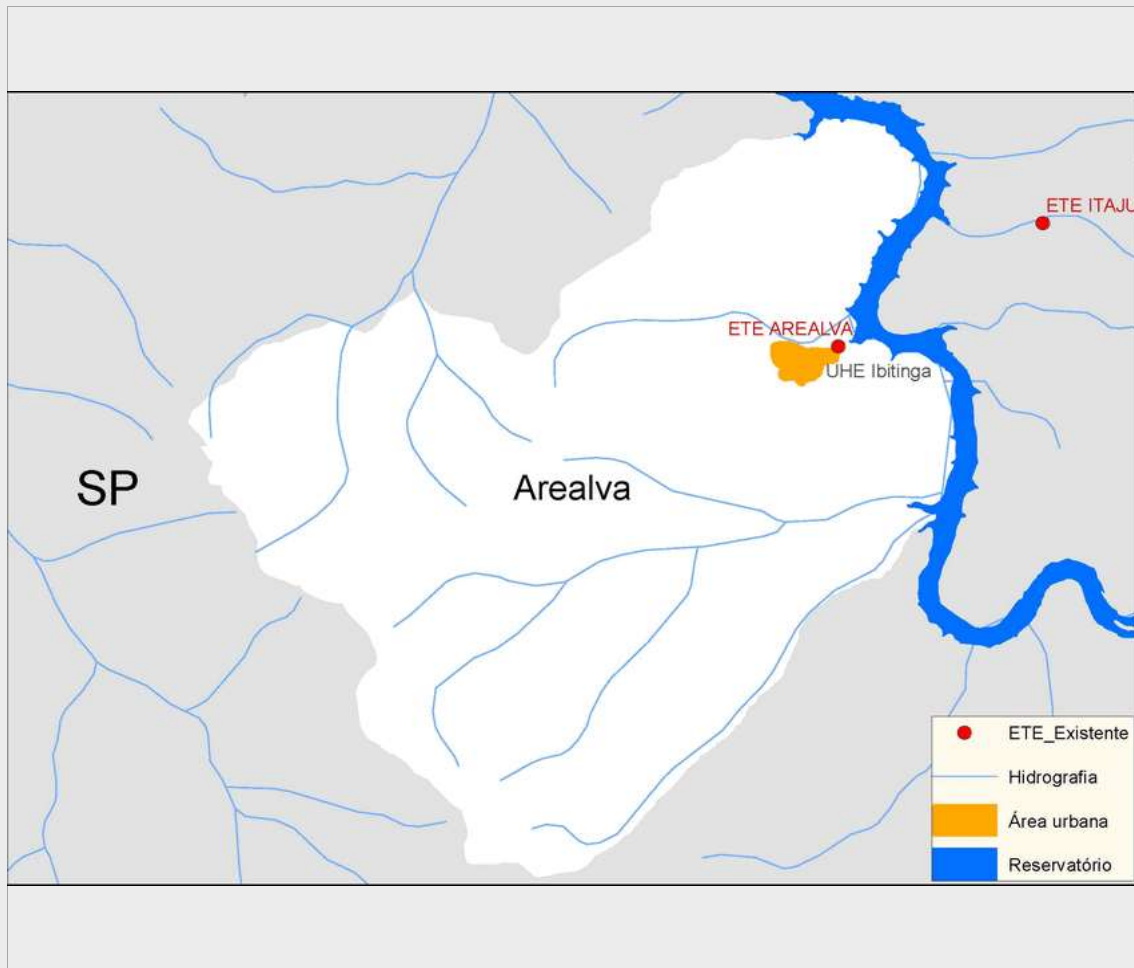 ETE ITAJU
ETE AREALVA
UHE Ibitinga
SP
Arealva
ETE_Existente
Hidrografia
Área urbana
Reservatório